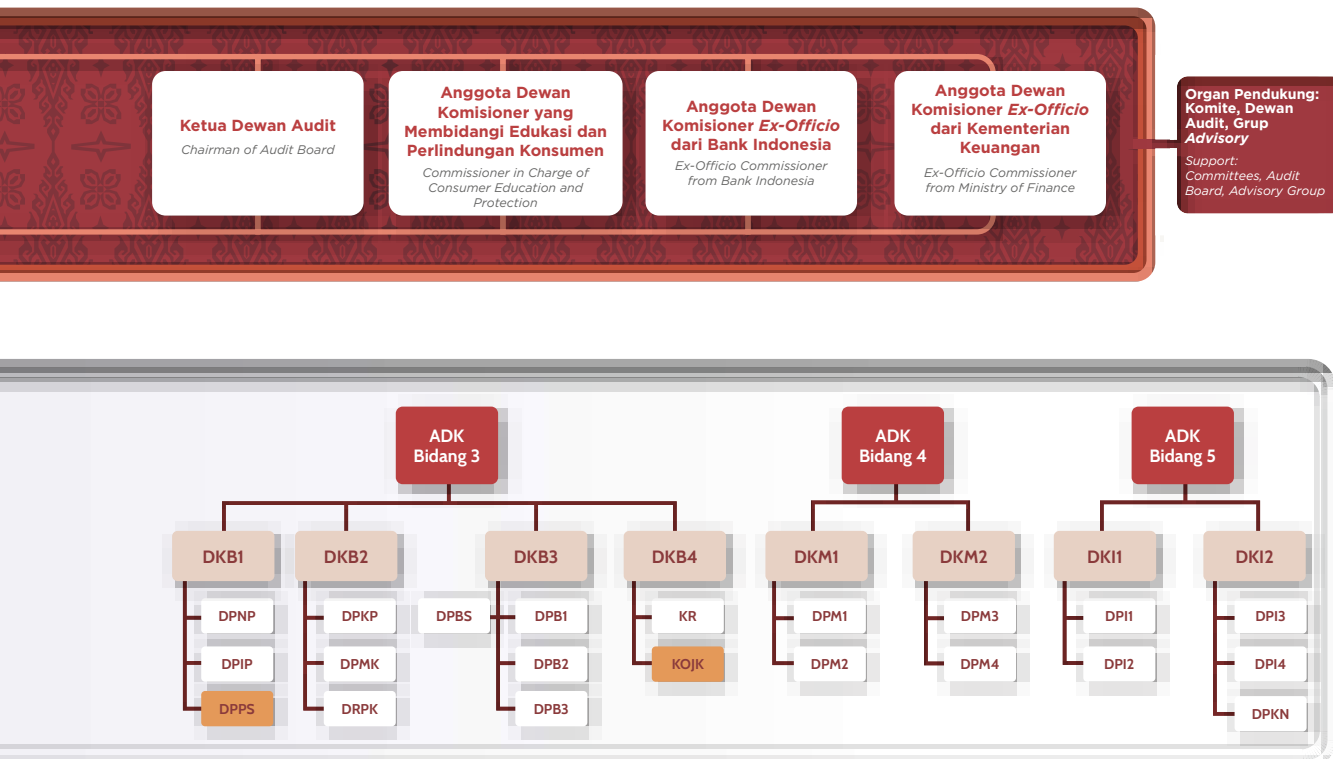 Ketua Dewan Audit
Chairman of Audit Board
Anggota Dewan
Komisioner yang
Membidangi Edukasi dan
Perlindungan Konsumen
Commissioner in Charge of
Consumer Education and
Protection
Anggota Dewan
Komisioner Ex-Officio
dari Bank Indonesia
Ex-Officio Commissioner
from Bank Indonesia
Anggota Dewan
Komisioner Ex-Officio
dari Kementerian
Keuangan
Ex-Officio Commissioner
from Ministry of Finance
Organ Pendukung:
Komite, Dewan
Audit, Grup
Advisory
Support:
Committees, Audit
Board, Advisory Group
ADK
Bidang 3
ADK
Bidang 4
ADK
Bidang 5
DKB1
DKB2
DKB3
DKB4
DKM1
DKM2
DKI1
DKI2
DPNP
DPKP
DPBS
DPB1
KR
DPM1
DPM3
DPI1
DPI3
DPIP
DPMK
DPB2
KOJK
DPM2
DPM4
DPI2
DPI4
DPPS
DRPK
DPB3
DPKN